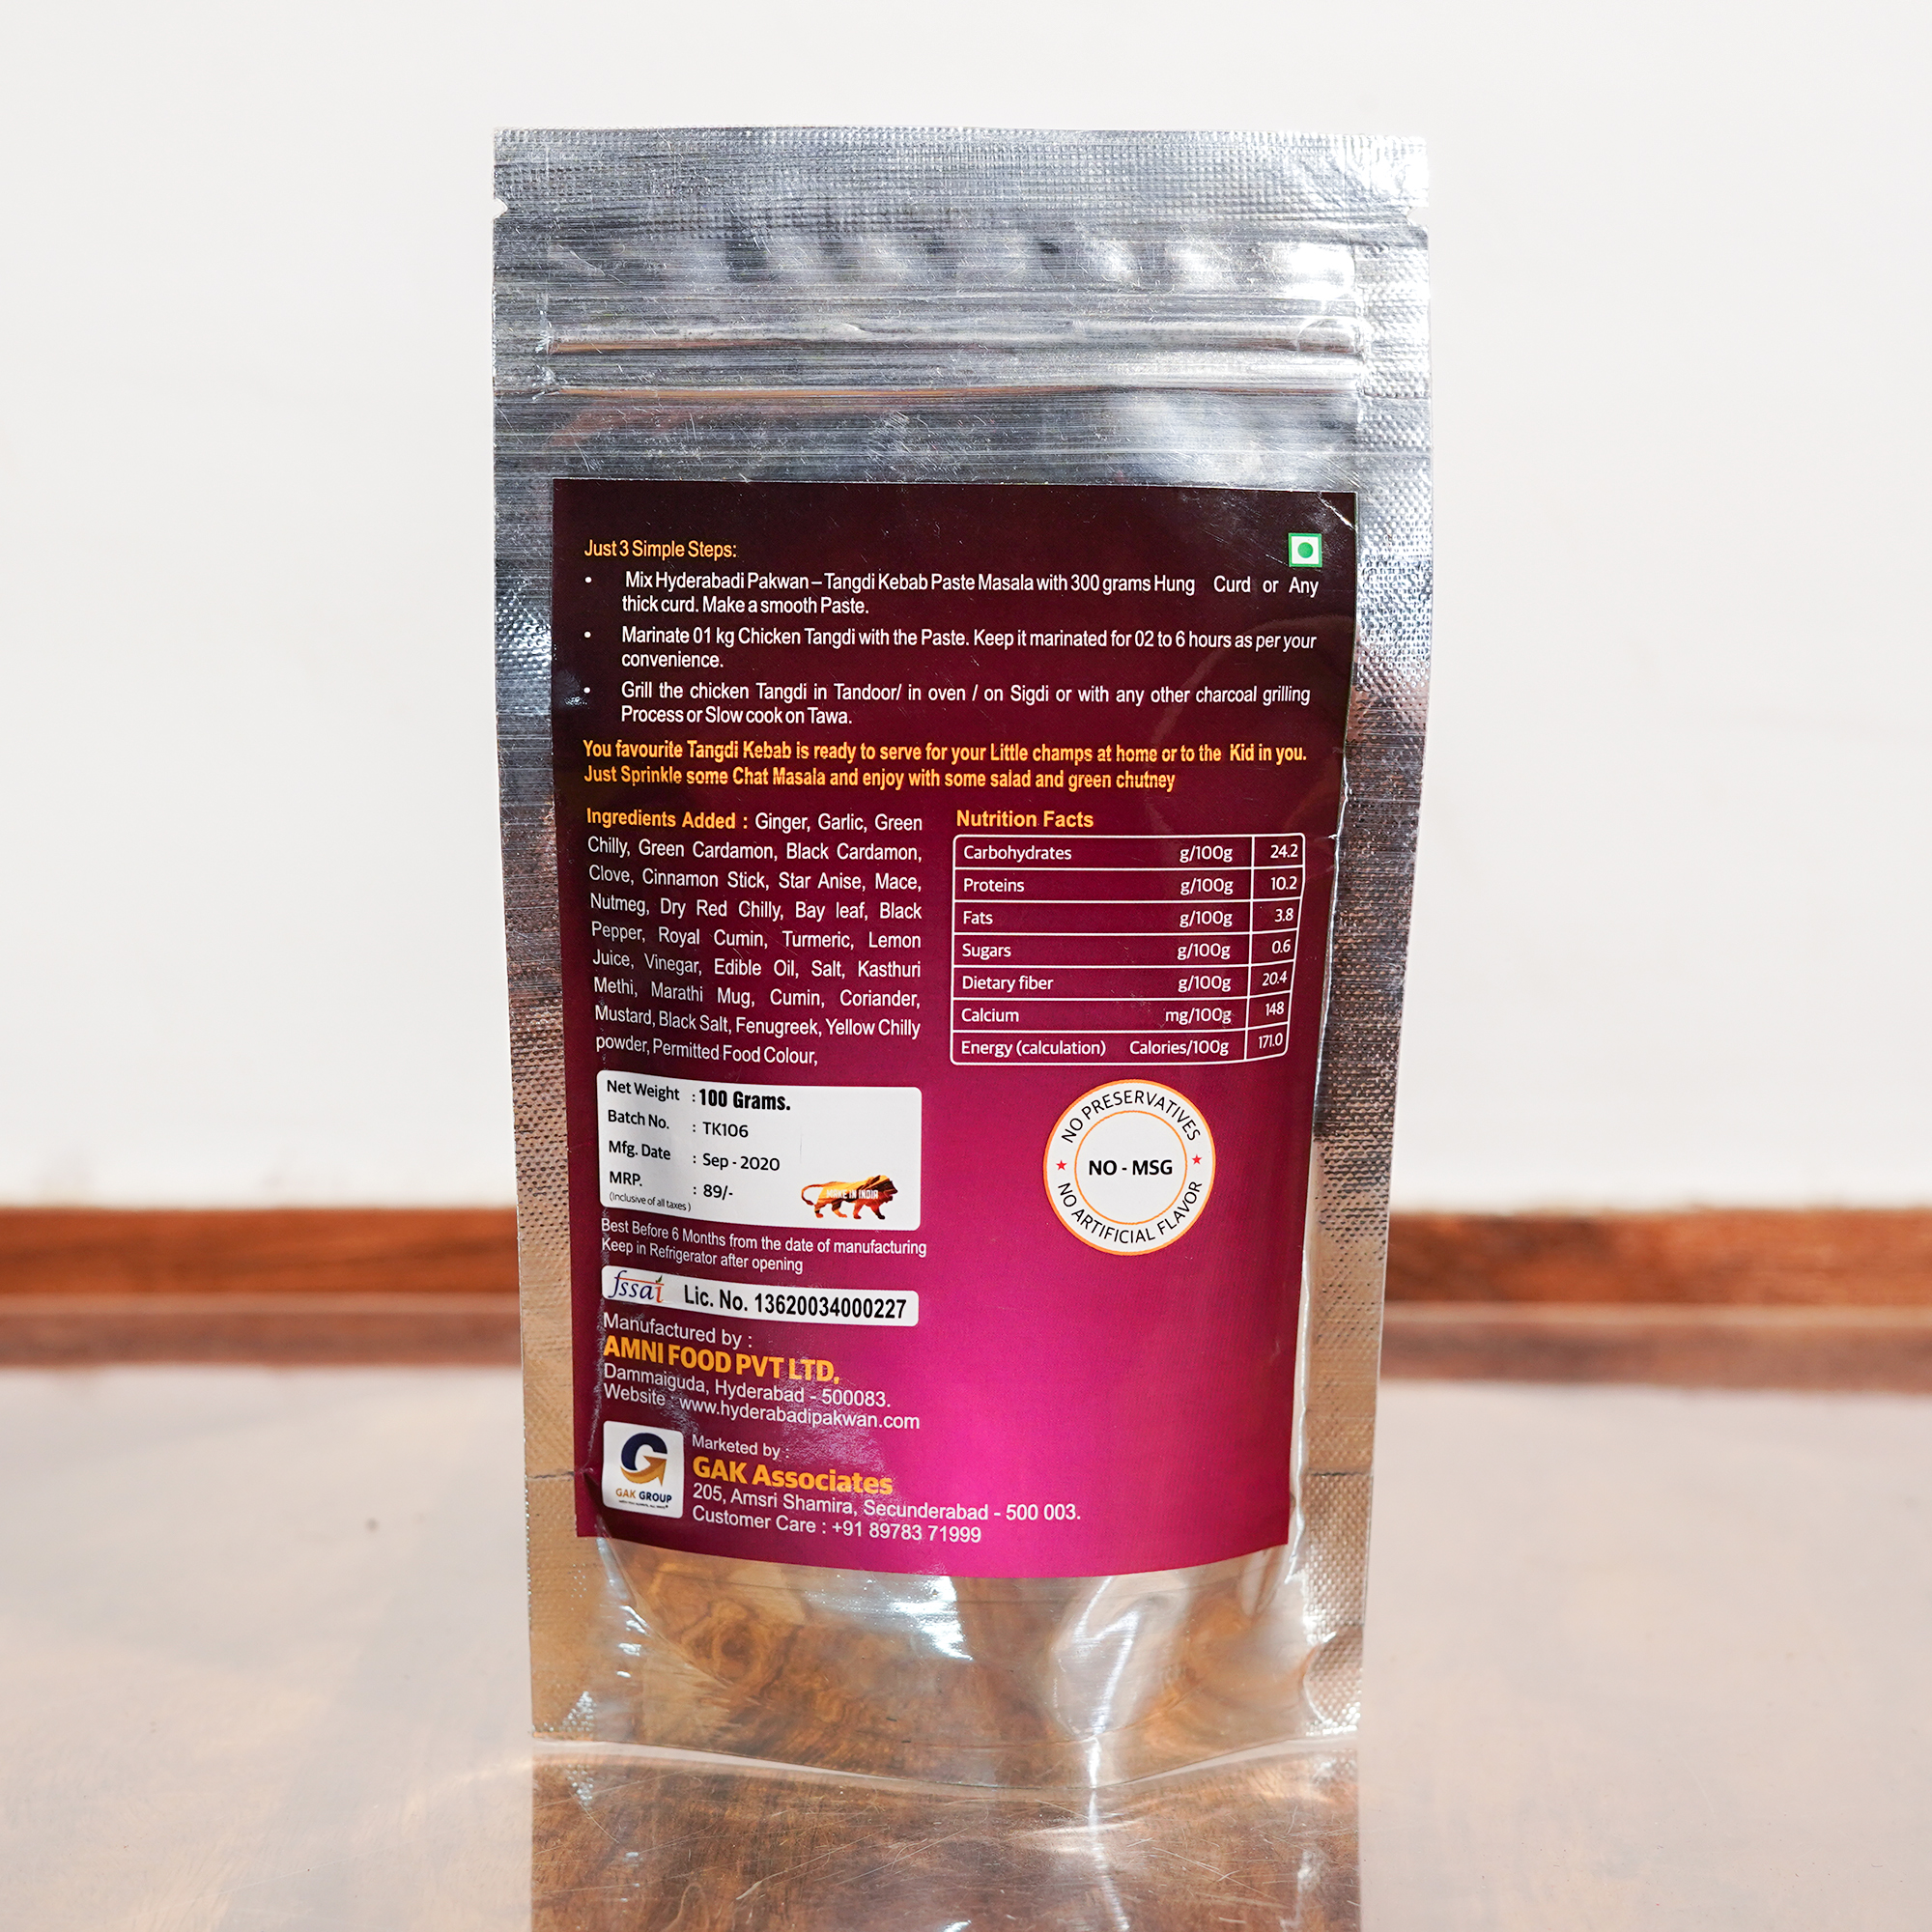 Just 3 Simple Steps:
• Mix Hyderabadi Pakwan – Tangdi Kebab Paste Masala with 300 grams Hung Curd or Any
thick curd. Make a smooth Paste.
• Marinate 01 kg Chicken Tangdi with the Paste. Keep it marinated for 02 to 6 hours as per your
convenience.
• Grill the chicken Tangdi in Tandoor/ in oven / on Sigdi or with any other charcoal grilling
Process or Slow cook on Tawa.
You favourite Tangdi Kebab is ready to serve for your Little champs at home or to the Kid in you.
Just Sprinkle some Chat Masala and enjoy with some salad and green chutney
Ingredients Added : Ginger, Garlic, Green
Chilly, Green Cardamon, Black Cardamon,
Clove, Cinnamon Stick, Star Anise, Mace,
Nutmeg, Dry Red Chilly, Bay leaf, Black
Pepper, Royal Cumin, Turmeric, Lemon
Juice, Vinegar, Edible Oil, Salt, Kasthuri
Methi, Marathi Mug, Cumin, Coriander,
Mustard, Black Salt, Fenugreek, Yellow Chilly
powder, Permitted Food Colour,
Nutrition Facts
Carbohydrates g/100g 24.2
Proteins g/100g 10.2
Fats g/100g 3.8
Sugars g/100g 0.6
Dietary fiber g/100g 20.4
Calcium mg/100g 148
Energy (calculation) Calories/100g 171.0
Net Weight : 100 Grams.
Batch No. : TK106
Mfg. Date : Sep - 2020
MRP. : 89/-
(Inclusive of all taxes)
MAKE IN INDIA
NO PRESERVATIVES
NO - MSG
NO ARTIFICIAL FLAVOR
Best Before 6 Months from the date of manufacturing
Keep in Refrigerator after opening
fssai Lic. No. 13620034000227
Manufactured by :
AMNI FOOD PVT LTD,
Dammaiguda, Hyderabad - 500083.
Website : www.hyderabadipakwan.com
GAK GROUP
Marketed by :
GAK Associates
205, Amsri Shamira, Secunderabad - 500 003.
Customer Care : +91 89783 71999